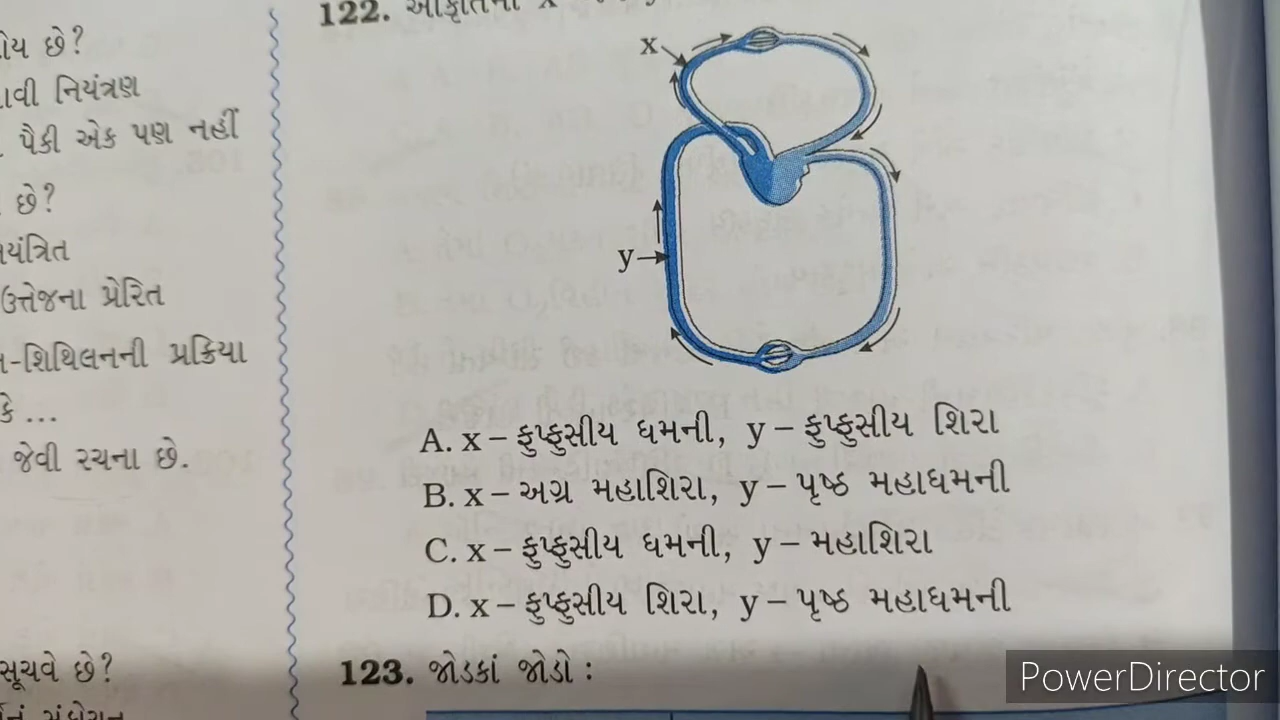 છે?
નિયંત્રણ
પૈકી એક પણ નહીં
છે?
ઉત્તેજના પ્રેરિત
શિથિલનની પ્રક્રિયા
કે ...
જેવી રચના છે.
સૂચવે છે?
122. આકૃતિમાં x
x
y
A. x – ફુપ્ફુસીય ધમની, y – ફુપ્ફુસીય શિરા
B. x – અગ્ર મહાશિરા, y – પૃષ્ઠ મહાધમની
C. x – ફુપ્ફુસીય ધમની, y – મહાશિરા
D. x – ફુપ્ફુસીય શિરા, y – પૃષ્ઠ મહાધમની
123. જોડકાં જોડો :
PowerDirector